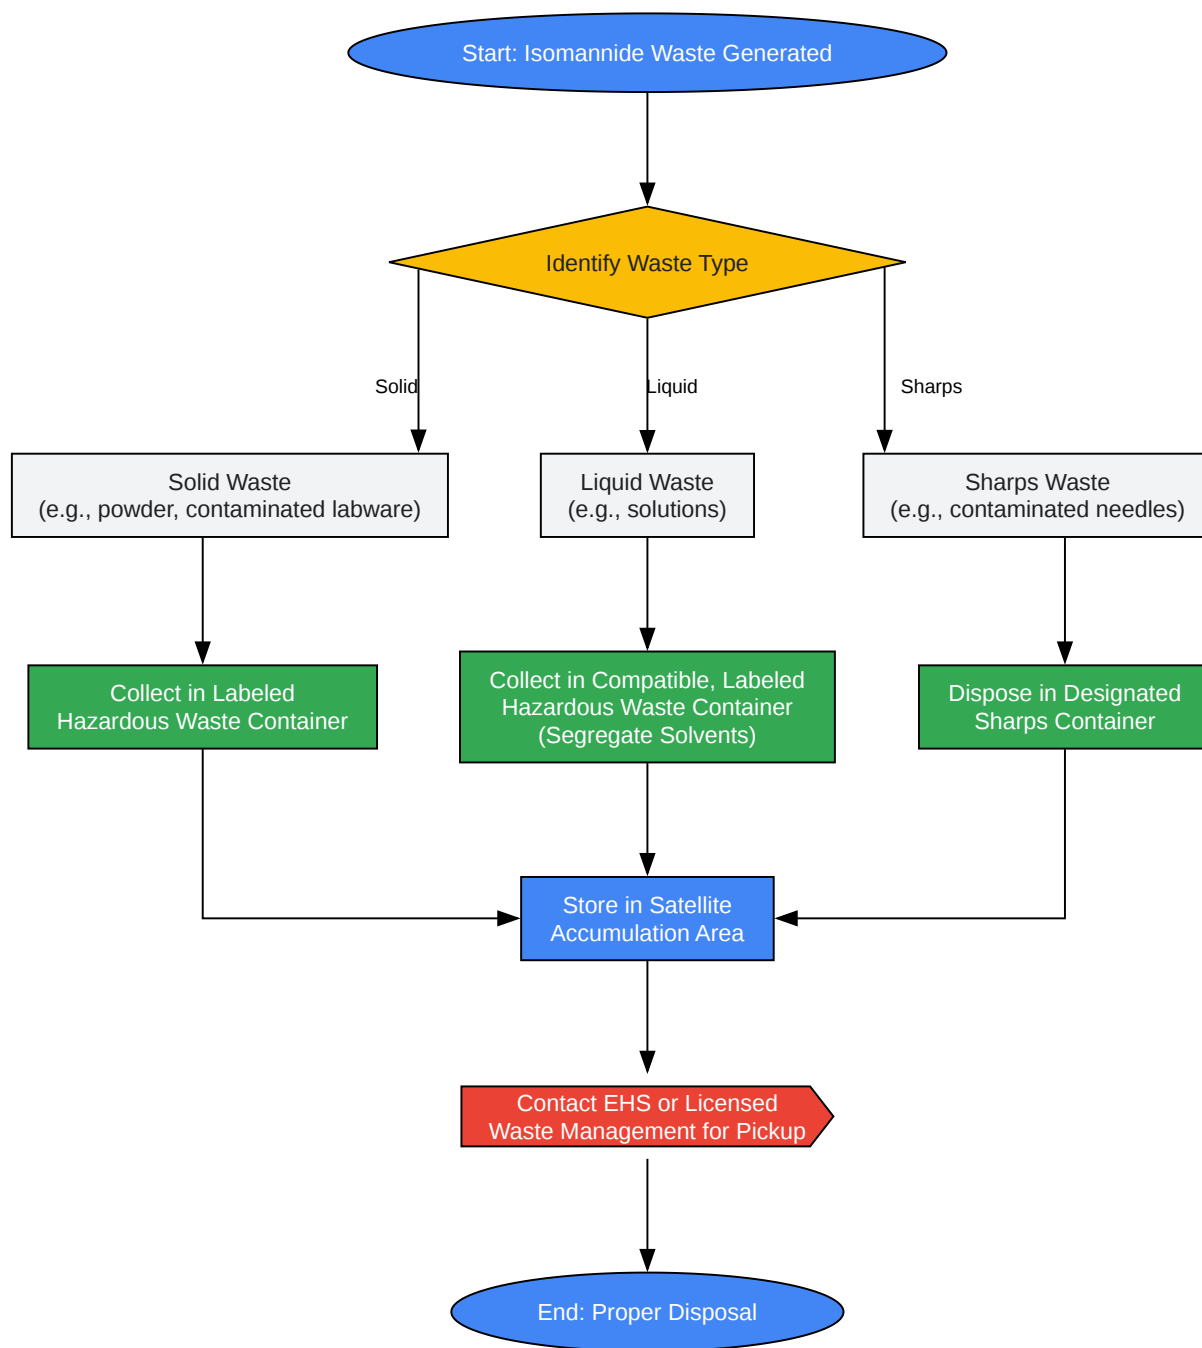 Start: Isomannide Waste Generated
Identify Waste Type
Solid
Liquid
Sharps
Solid Waste
(e.g., powder, contaminated labware)
Liquid Waste
(e.g., solutions)
Sharps Waste
(e.g., contaminated needles)
Collect in Labeled
Hazardous Waste Container
Collect in Compatible, Labeled
Hazardous Waste Container
(Segregate Solvents)
Dispose in Designated
Sharps Container
Store in Satellite
Accumulation Area
Contact EHS or Licensed
Waste Management for Pickup
End: Proper Disposal